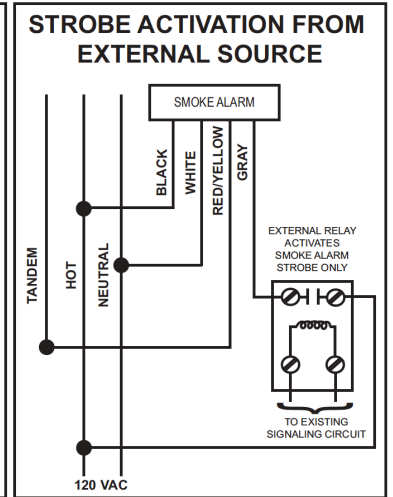 STROBE ACTIVATION FROM
EXTERNAL SOURCE
SMOKE ALARM
BLACK
WHITE
RED/YELLOW
GRAY
TANDEM
HOT
NEUTRAL
EXTERNAL RELAY
ACTIVATES
SMOKE ALARM
STROBE ONLY
TO EXISTING
SIGNALING CIRCUIT
120 VAC